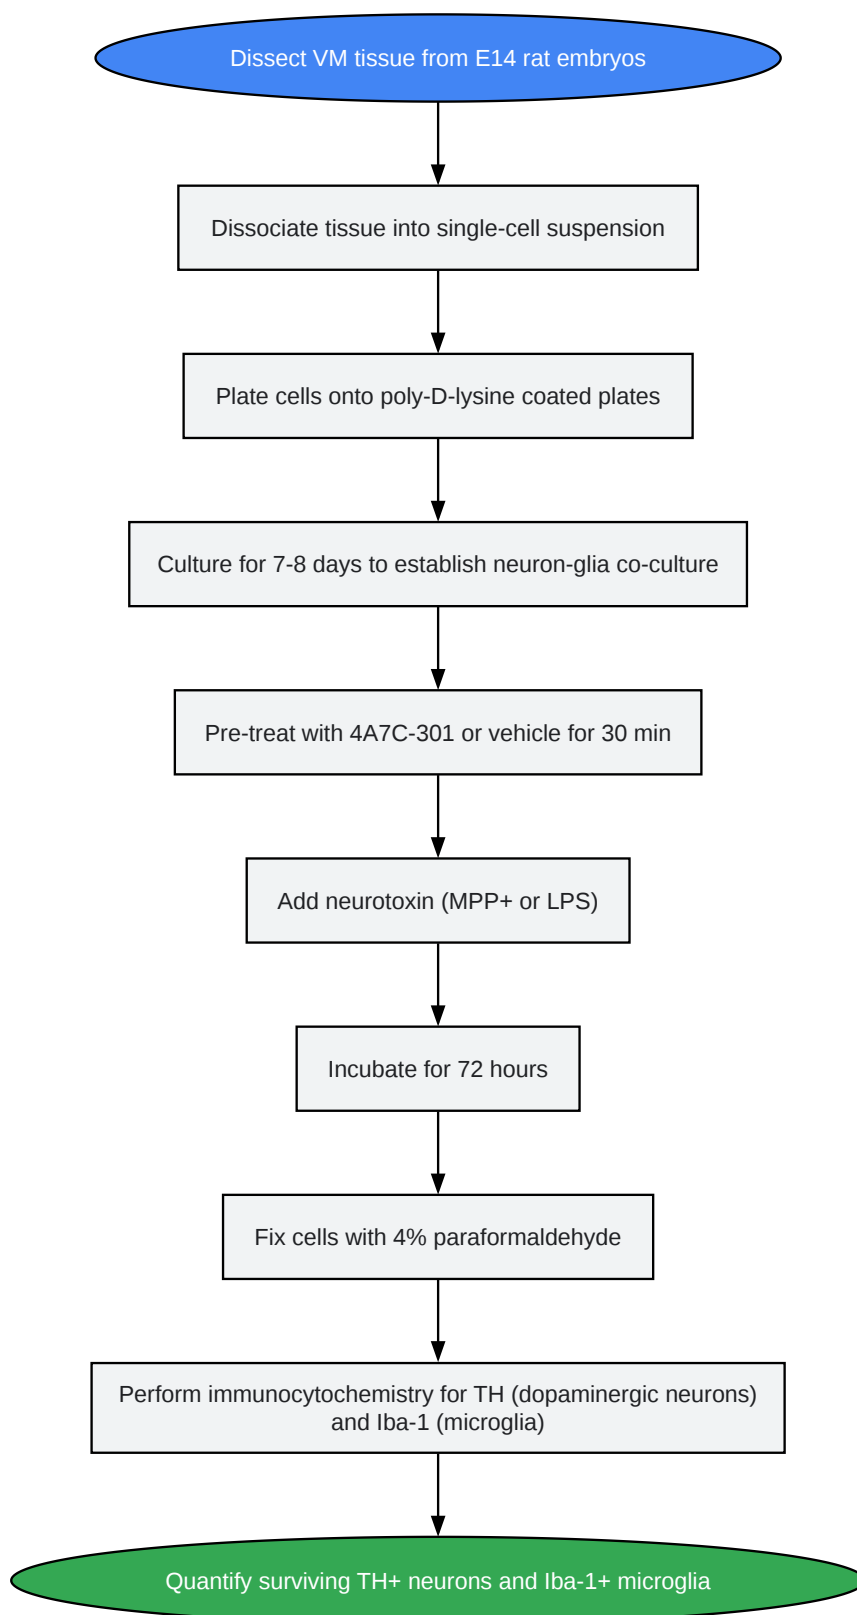 Dissect VM tissue from E14 rat embryos
Dissociate tissue into single-cell suspension
Plate cells onto poly-D-lysine coated plates
Culture for 7-8 days to establish neuron-glia co-culture
Pre-treat with 4A7C-301 or vehicle for 30 min
Add neurotoxin (MPP+ or LPS)
Incubate for 72 hours
Fix cells with 4% paraformaldehyde
Perform immunocytochemistry for TH (dopaminergic neurons)
and Iba-1 (microglia)
Quantify surviving TH+ neurons and Iba-1+ microglia